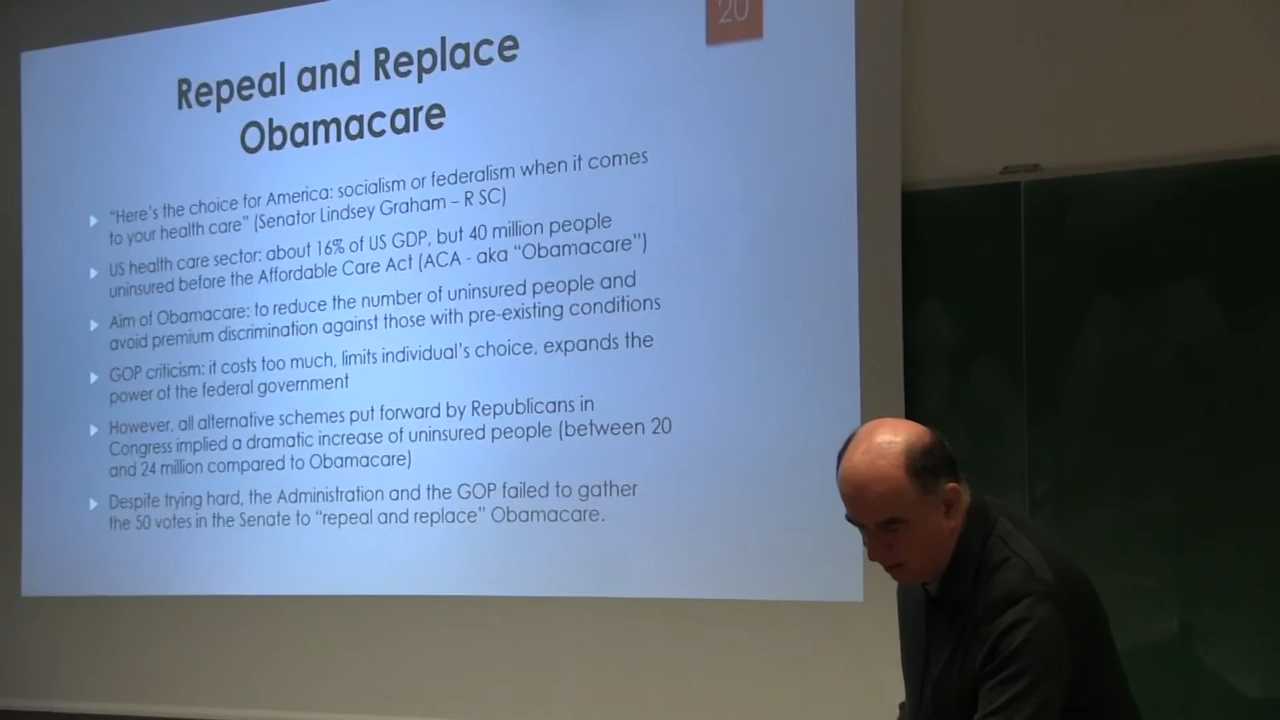 20
Repeal and Replace
Obamacare
“Here’s the choice for America: socialism or federalism when it comes
to your health care” (Senator Lindsey Graham – R SC)
US health care sector: about 16% of US GDP, but 40 million people
uninsured before the Affordable Care Act (ACA - aka “Obamacare”)
Aim of Obamacare: to reduce the number of uninsured people and
avoid premium discrimination against those with pre-existing conditions
GOP criticism: it costs too much, limits individual’s choice, expands the
power of the federal government
However, all alternative schemes put forward by Republicans in
Congress implied a dramatic increase of uninsured people (between 20
and 24 million compared to Obamacare)
Despite trying hard, the Administration and the GOP failed to gather
the 50 votes in the Senate to “repeal and replace” Obamacare.